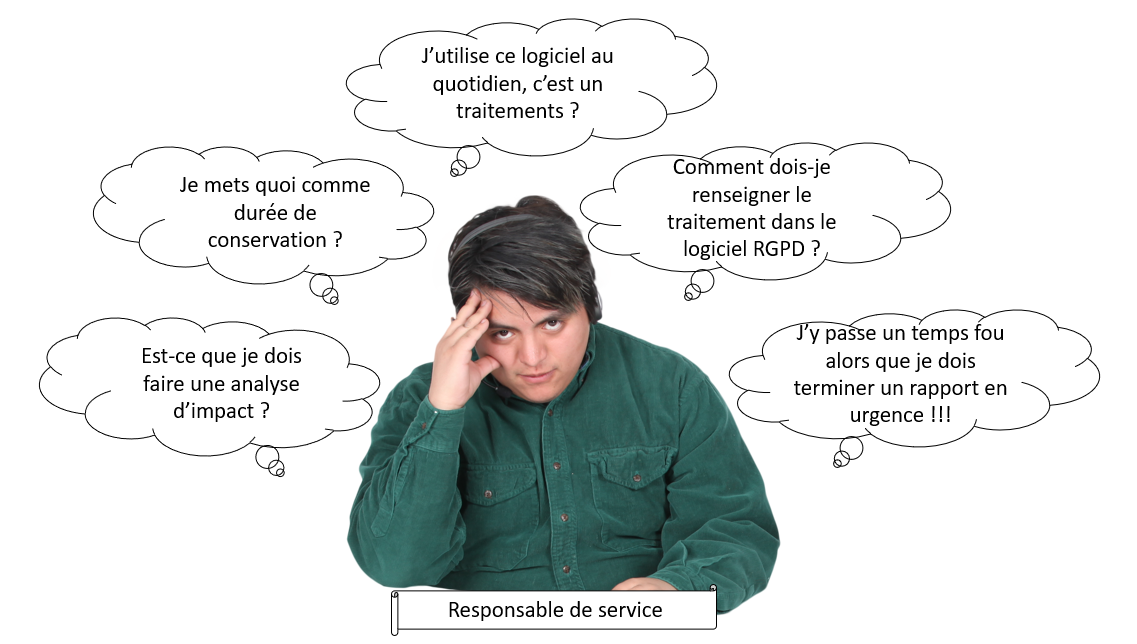 J’utilise ce logiciel au
quotidien, c’est un
traitements ?
Je mets quoi comme
durée de
conservation ?
Comment dois-je
renseigner le
traitement dans le
logiciel RGPD ?
Est-ce que je dois
faire une analyse
d’impact ?
J’y passe un temps fou
alors que je dois
terminer un rapport en
urgence !!!
Responsable de service